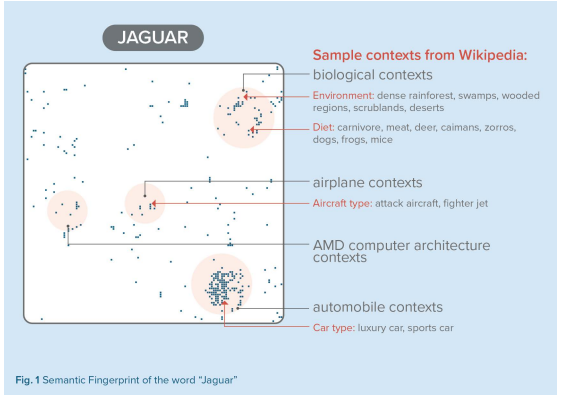 JAGUAR
Sample contexts from Wikipedia:
biological contexts
Environment: dense rainforest, swamps, wooded
regions, scrublands, deserts
Diet: carnivore, meat, deer, caimans, zorros,
dogs, frogs, mice
airplane contexts
Aircraft type: attack aircraft, fighter jet
AMD computer architecture
contexts
automobile contexts
Car type: luxury car, sports car
Fig. 1 Semantic Fingerprint of the word "Jaguar"